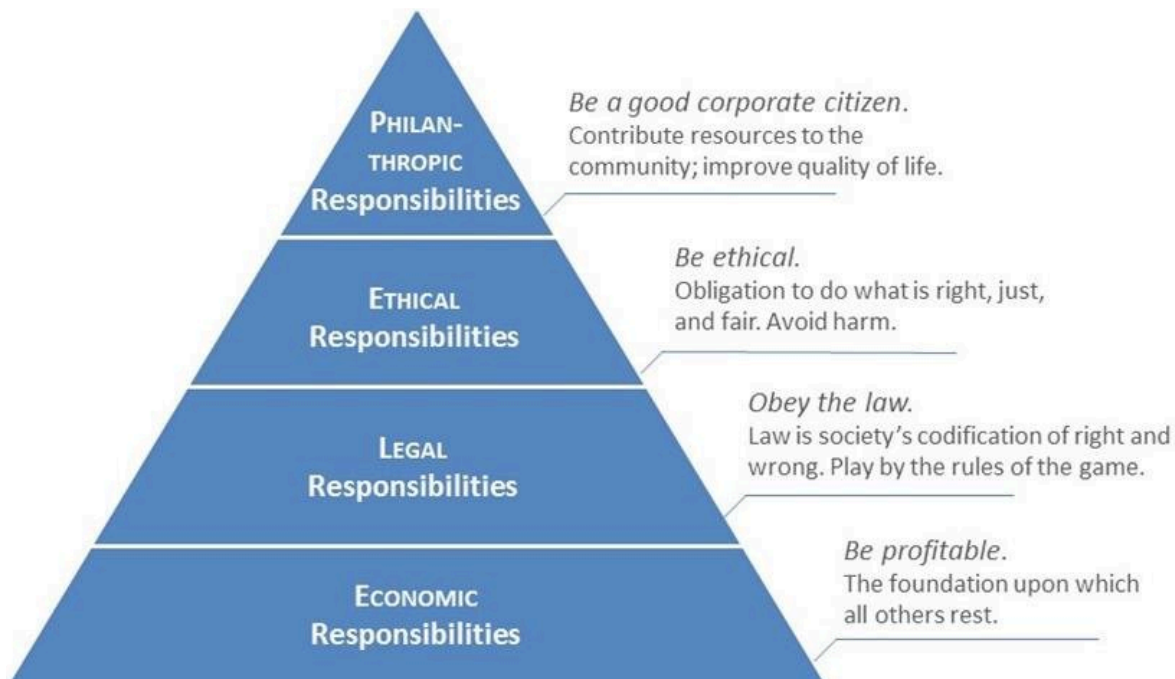 PHILAN-
THROPIC
Responsibilities
Be a good corporate citizen.
Contribute resources to the
community; improve quality of life.
ETHICAL
Responsibilities
Be ethical.
Obligation to do what is right, just,
and fair. Avoid harm.
LEGAL
Responsibilities
Obey the law.
Law is society’s codification of right and
wrong. Play by the rules of the game.
ECONOMIC
Responsibilities
Be profitable.
The foundation upon which
all others rest.